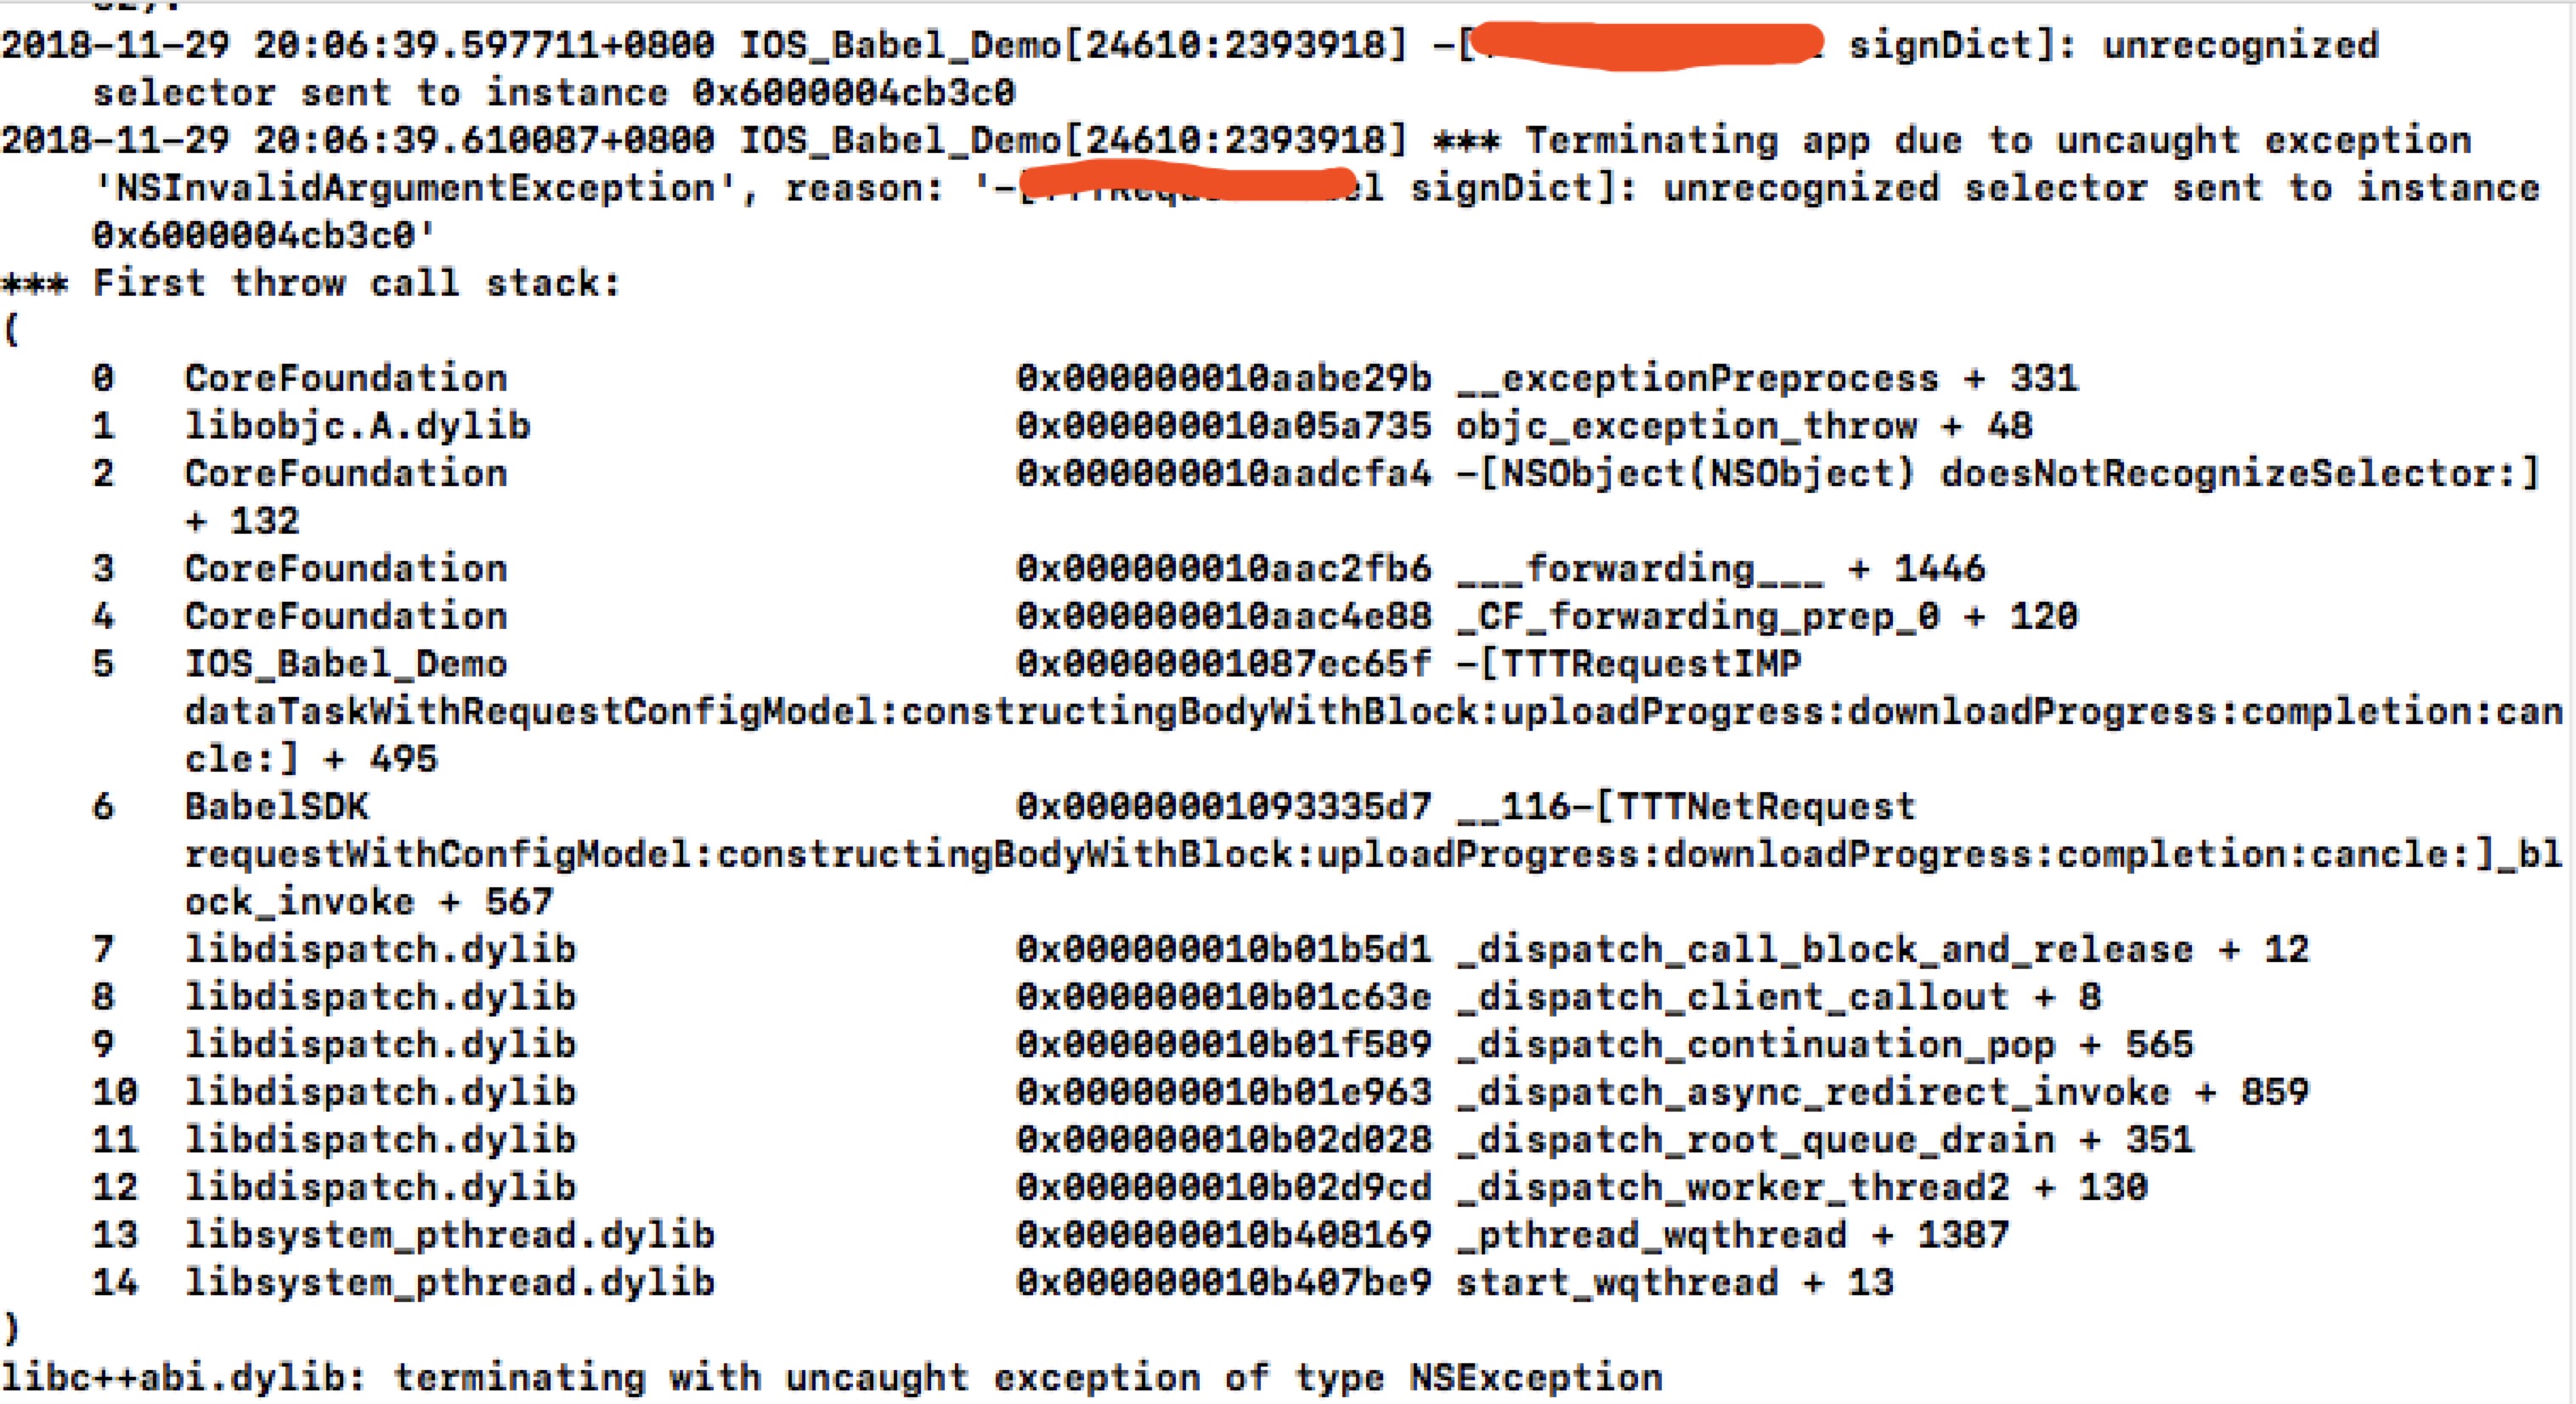 2018-11-29 20:06:39.597711+0800 IOS_Babel_Demo[24610:2393918] -[ signDict]: unrecognized
selector sent to instance 0x6000004cb3c0
2018-11-29 20:06:39.610087+0800 IOS_Babel_Demo[24610:2393918] *** Terminating app due to uncaught exception
'NSInvalidArgumentException', reason: '-[ signDict]: unrecognized selector sent to instance
0x6000004cb3c0'
*** First throw call stack:
(
0 CoreFoundation 0x000000010aabe29b __exceptionPreprocess + 331
1 libobjc.A.dylib 0x000000010a05a735 objc_exception_throw + 48
2 CoreFoundation 0x000000010aadcfa4 -[NSObject(NSObject) doesNotRecognizeSelector:]
+ 132
3 CoreFoundation 0x000000010aac2fb6 ___forwarding___ + 1446
4 CoreFoundation 0x000000010aac4e88 _CF_forwarding_prep_0 + 120
5 IOS_Babel_Demo 0x00000001087ec65f -[TTTRequestIMP
dataTaskWithRequestConfigModel:constructingBodyWithBlock:uploadProgress:downloadProgress:completion:can
cle:] + 495
6 BabelSDK 0x00000001093335d7 __116-[TTTNetRequest
requestWithConfigModel:constructingBodyWithBlock:uploadProgress:downloadProgress:completion:cancle:]_bl
ock_invoke + 567
7 libdispatch.dylib 0x000000010b01b5d1 _dispatch_call_block_and_release + 12
8 libdispatch.dylib 0x000000010b01c63e _dispatch_client_callout + 8
9 libdispatch.dylib 0x000000010b01f589 _dispatch_continuation_pop + 565
10 libdispatch.dylib 0x000000010b01e963 _dispatch_async_redirect_invoke + 859
11 libdispatch.dylib 0x000000010b02d028 _dispatch_root_queue_drain + 351
12 libdispatch.dylib 0x000000010b02d9cd _dispatch_worker_thread2 + 130
13 libsystem_pthread.dylib 0x000000010b408169 _pthread_wqthread + 1387
14 libsystem_pthread.dylib 0x000000010b407be9 start_wqthread + 13
)
libc++abi.dylib: terminating with uncaught exception of type NSException